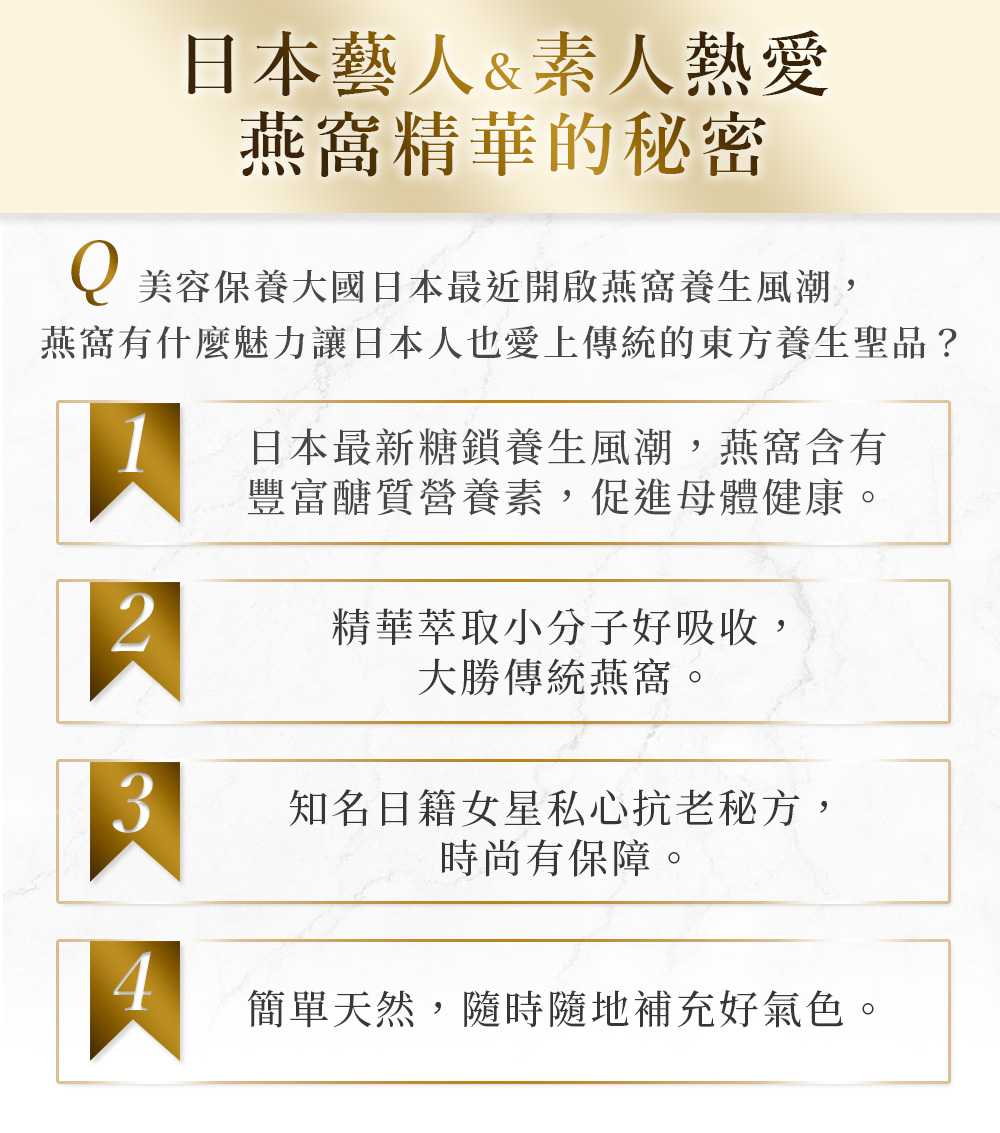 日本藝人&素人熱愛
燕窩精華的秘密
Q 美容保養大國日本最近開啟燕窩養生風潮，
燕窩有什麼魅力讓日本人也愛上傳統的東方養生聖品？
1
日本最新糖鎖養生風潮，燕窩含有
豐富醣質營養素，促進母體健康。
2
精華萃取小分子好吸收，
大勝傳統燕窩。
3
知名日籍女星私心抗老秘方，
時尚有保障。
4
簡單天然，隨時隨地補充好氣色。